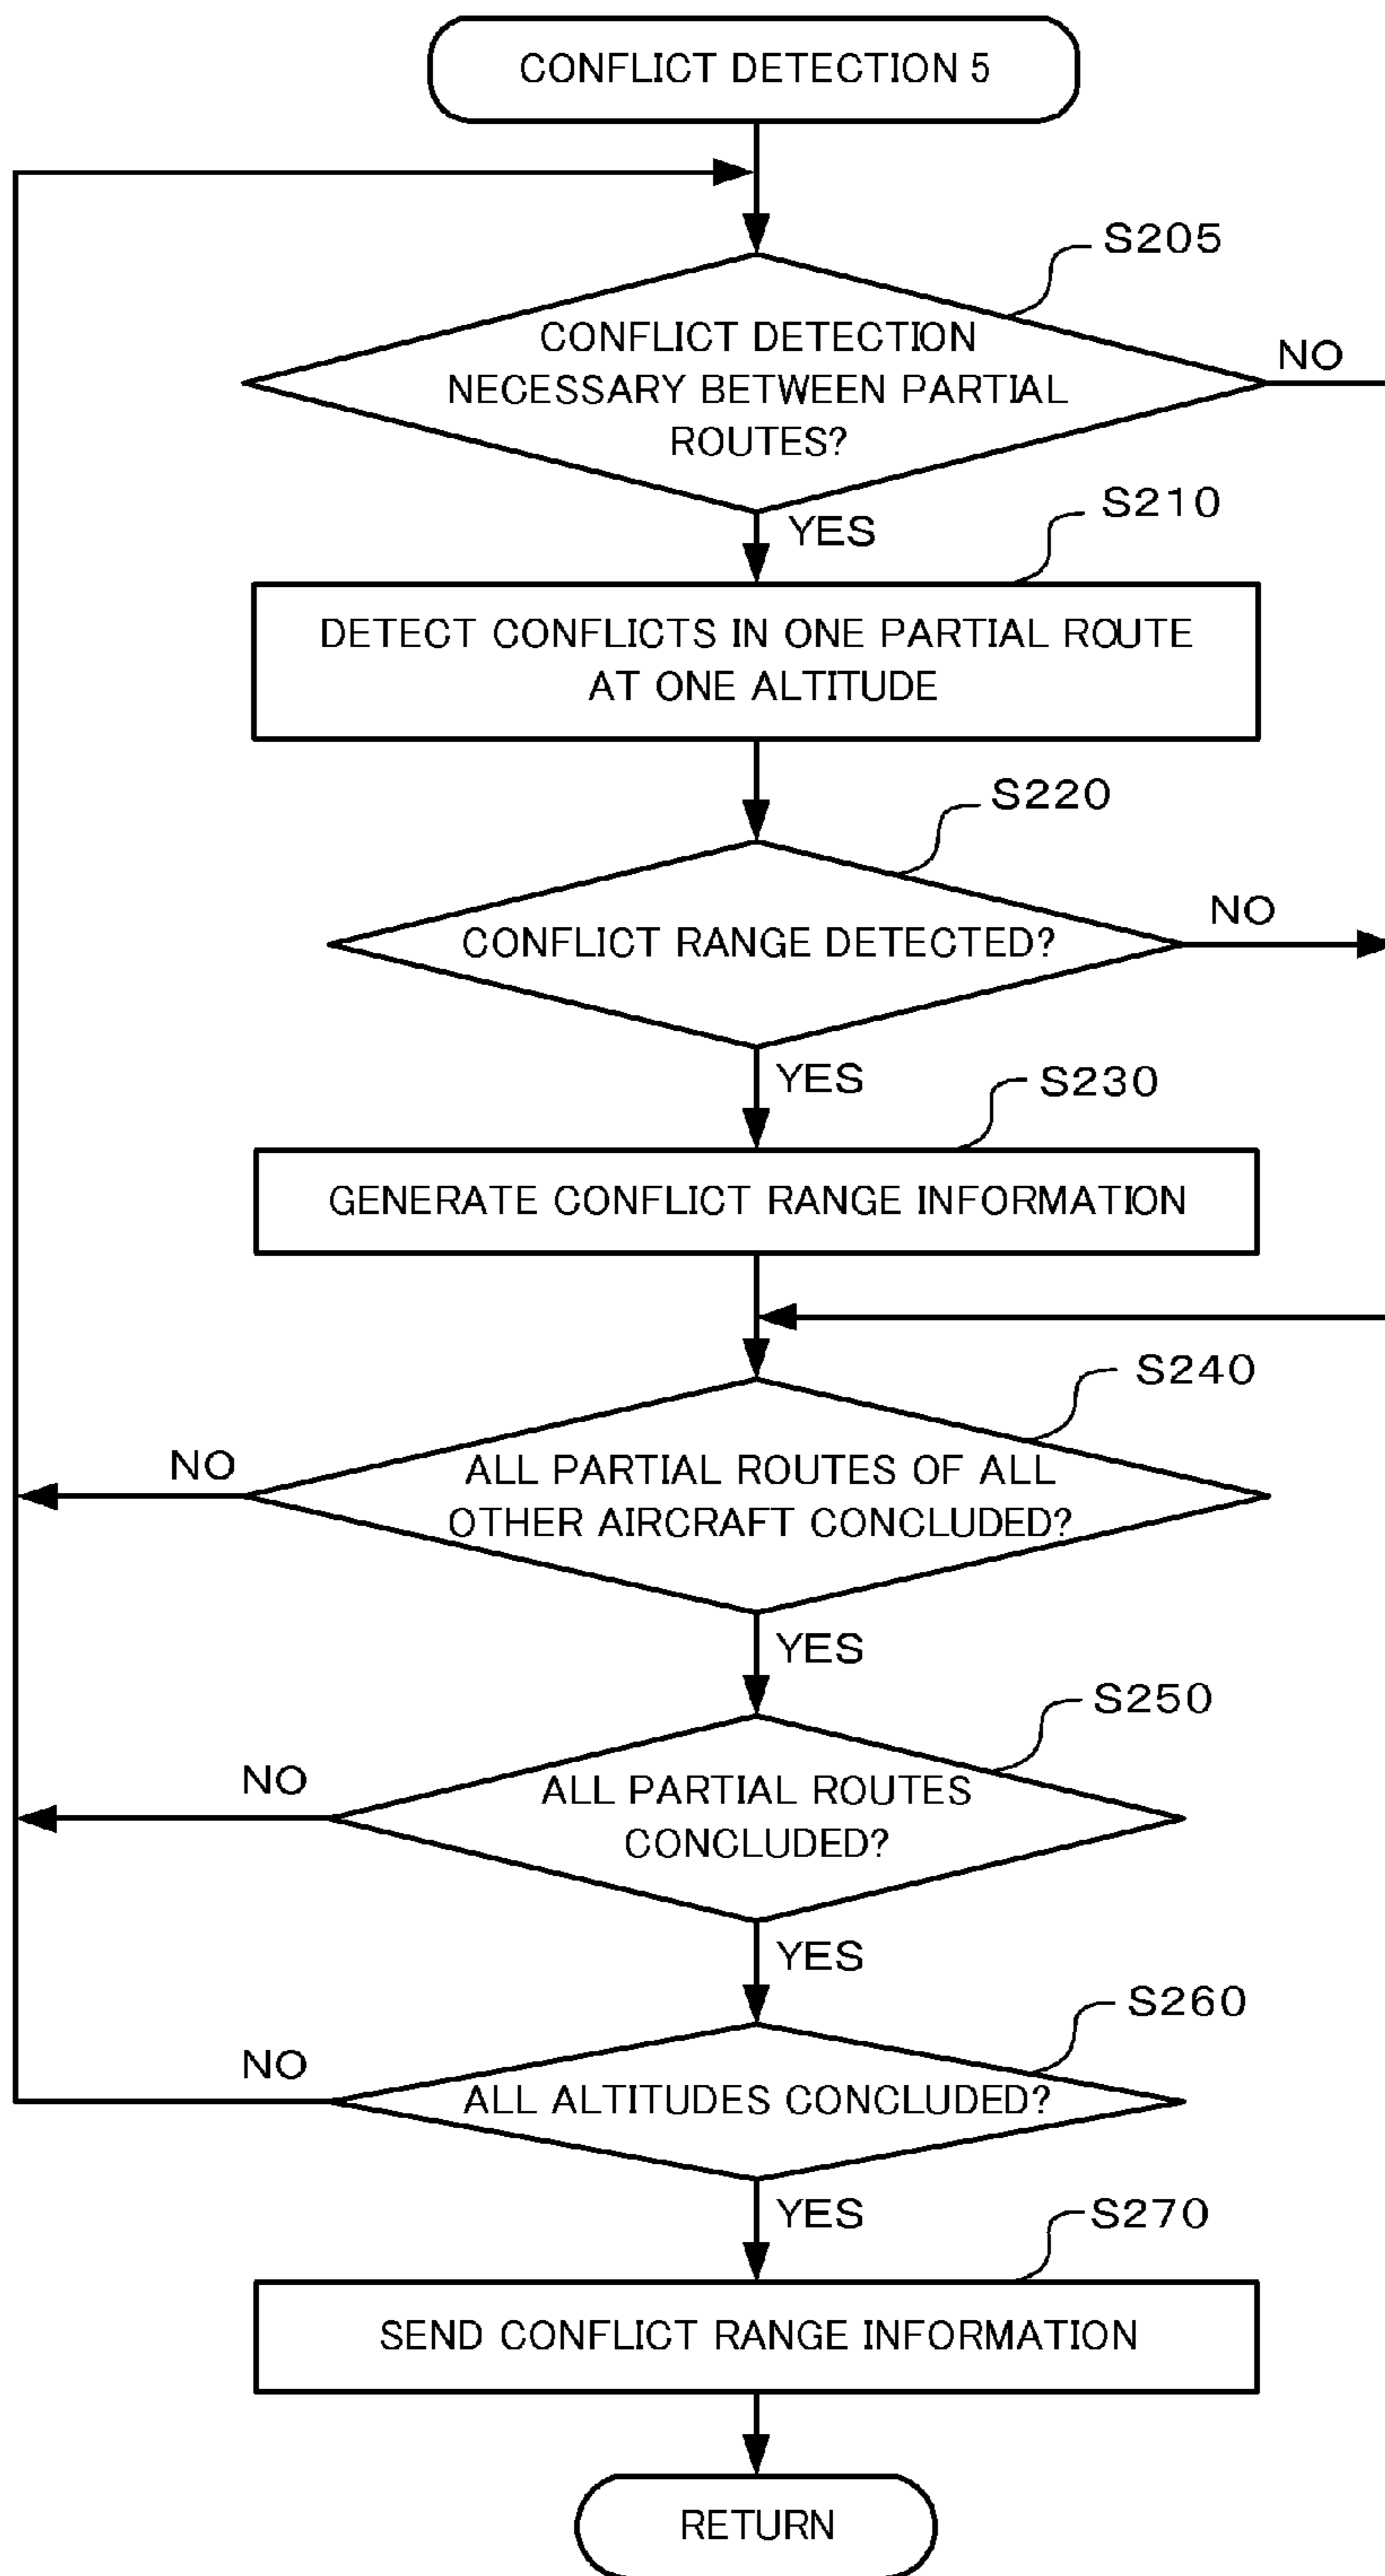 CONFLICT DETECTION 5
S205
CONFLICT DETECTION
NECESSARY BETWEEN PARTIAL
ROUTES?
NO
YES
S210
DETECT CONFLICTS IN ONE PARTIAL ROUTE
AT ONE ALTITUDE
S220
CONFLICT RANGE DETECTED?
NO
YES
S230
GENERATE CONFLICT RANGE INFORMATION
S240
ALL PARTIAL ROUTES OF ALL
OTHER AIRCRAFT CONCLUDED?
NO
YES
S250
ALL PARTIAL ROUTES
CONCLUDED?
NO
YES
S260
ALL ALTITUDES CONCLUDED?
NO
YES
S270
SEND CONFLICT RANGE INFORMATION
RETURN